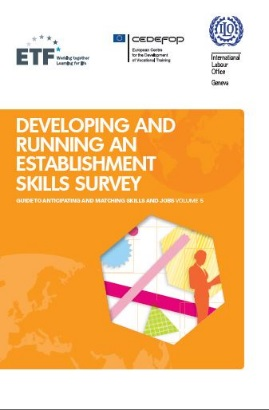 ETF
Working together
Learning for life
CEDEFOP
European Centre
for the Development
of Vocational Training
International
Labour
Office
Geneva
DEVELOPING AND
RUNNING AN
ESTABLISHMENT
SKILLS SURVEY
GUIDE TO ANTICIPATING AND MATCHING SKILLS AND JOBS VOLUME 5